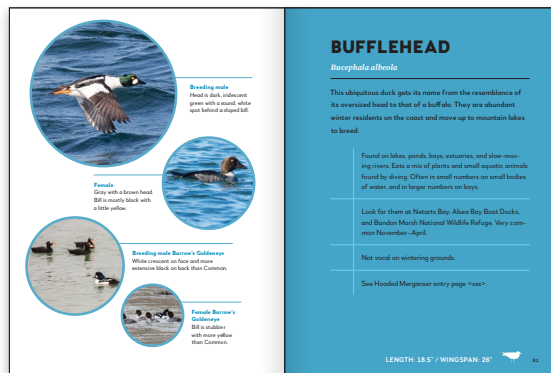 Breeding male
Head is dark, iridescent
green with a round, white
spot behind a sloped bill.
Female
Gray with a brown head.
Bill is mostly black with
a little yellow.
Breeding male Barrow's Goldeneye
White crescent on face and more
extensive black on back than Common.
Female Barrow's
Goldeneye
Bill is stubbier
with more yellow
than Common.
BUFFLEHEAD
Bucephala albeola
This ubiquitous duck gets its name from the resemblance of
its oversized head to that of a buffalo. They are abundant
winter residents on the coast and move up to mountain lakes
to breed.
Found on lakes, ponds, bays, estuaries, and slow-mov-
ing rivers. Eats a mix of plants and small aquatic animals
found by diving. Often in small numbers on small bodies
of water, and in larger numbers on bays.
Look for them at Netarts Bay, Alsea Bay Boat Docks,
and Bandon Marsh National Wildlife Refuge. Very com-
mon November–April.
Not vocal on wintering grounds.
See Hooded Merganser entry page <xxx>.
LENGTH: 18.5" / WINGSPAN: 26"
61